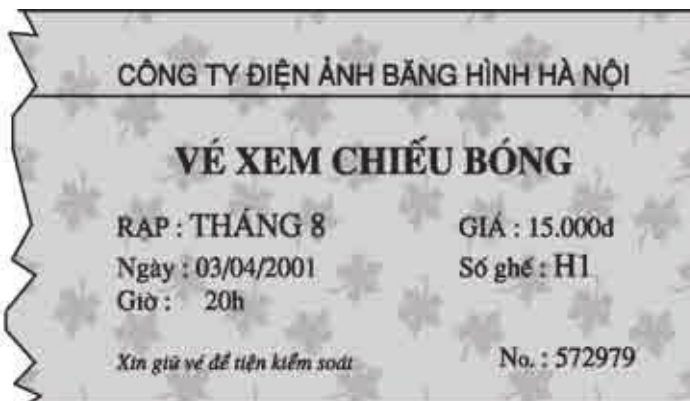 CÔNG TY ĐIỆN ẢNH BĂNG HÌNH HÀ NỘI
VÉ XEM CHIẾU BÓNG
RẠP : THÁNG 8 GIÁ : 15.000đ
Ngày : 03/04/2001 Số ghế : H1
Giờ : 20h
Xin giữ vé để tiện kiểm soát No. : 572979